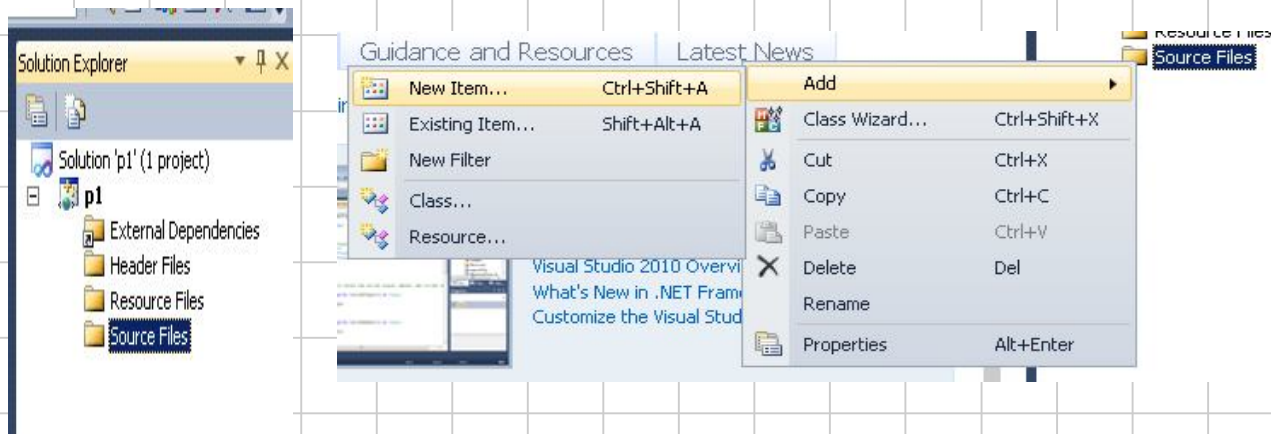 Solution Explorer
Solution 'p1' (1 project)
p1
External Dependencies
Header Files
Resource Files
Source Files
Guidance and Resources Latest News
New Item... Ctrl+Shift+A
Existing Item... Shift+Alt+A
New Filter
Class...
Resource...
Visual Studio 2010 Overvi
What's New in .NET Fram
Customize the Visual Stud
Add
Class Wizard... Ctrl+Shift+X
Cut Ctrl+X
Copy Ctrl+C
Paste Ctrl+V
Delete Del
Rename
Properties Alt+Enter
Resource Files
Source Files